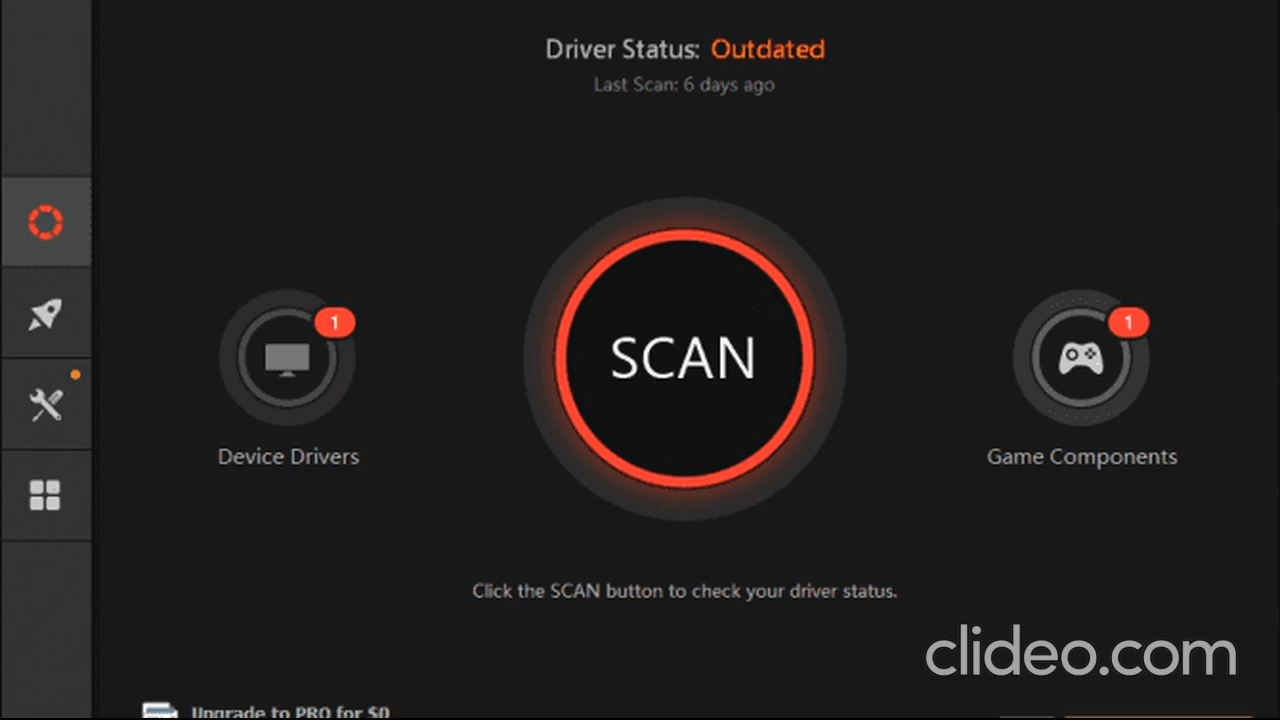 Driver Status: Outdated
Last Scan: 6 days ago
1
1
SCAN
Device Drivers
Game Components
Click the SCAN button to check your driver status.
clideo.com
Upgrade to PRO for $0